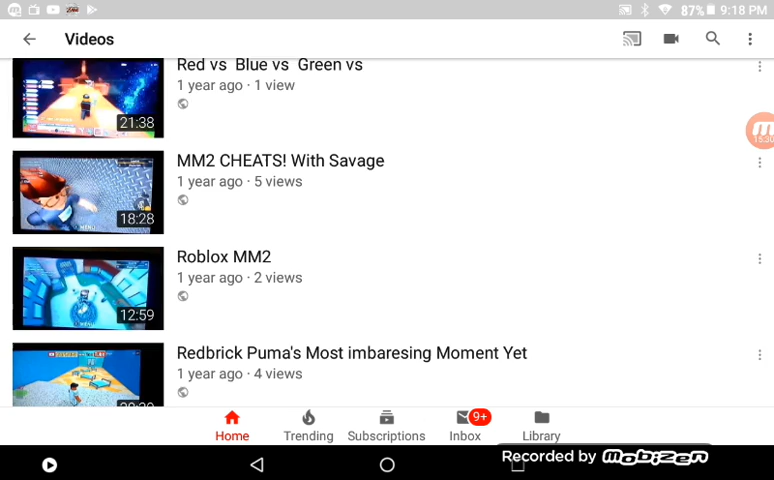 87% 9:18 PM
Videos
Red vs Blue vs Green vs
1 year ago · 1 view
21:38
15:30
MM2 CHEATS! With Savage
1 year ago · 5 views
18:28
Roblox MM2
1 year ago · 2 views
12:59
Redbrick Puma's Most imbaresing Moment Yet
1 year ago · 4 views
9+
Home Trending Subscriptions Inbox Library
Recorded by mobizen